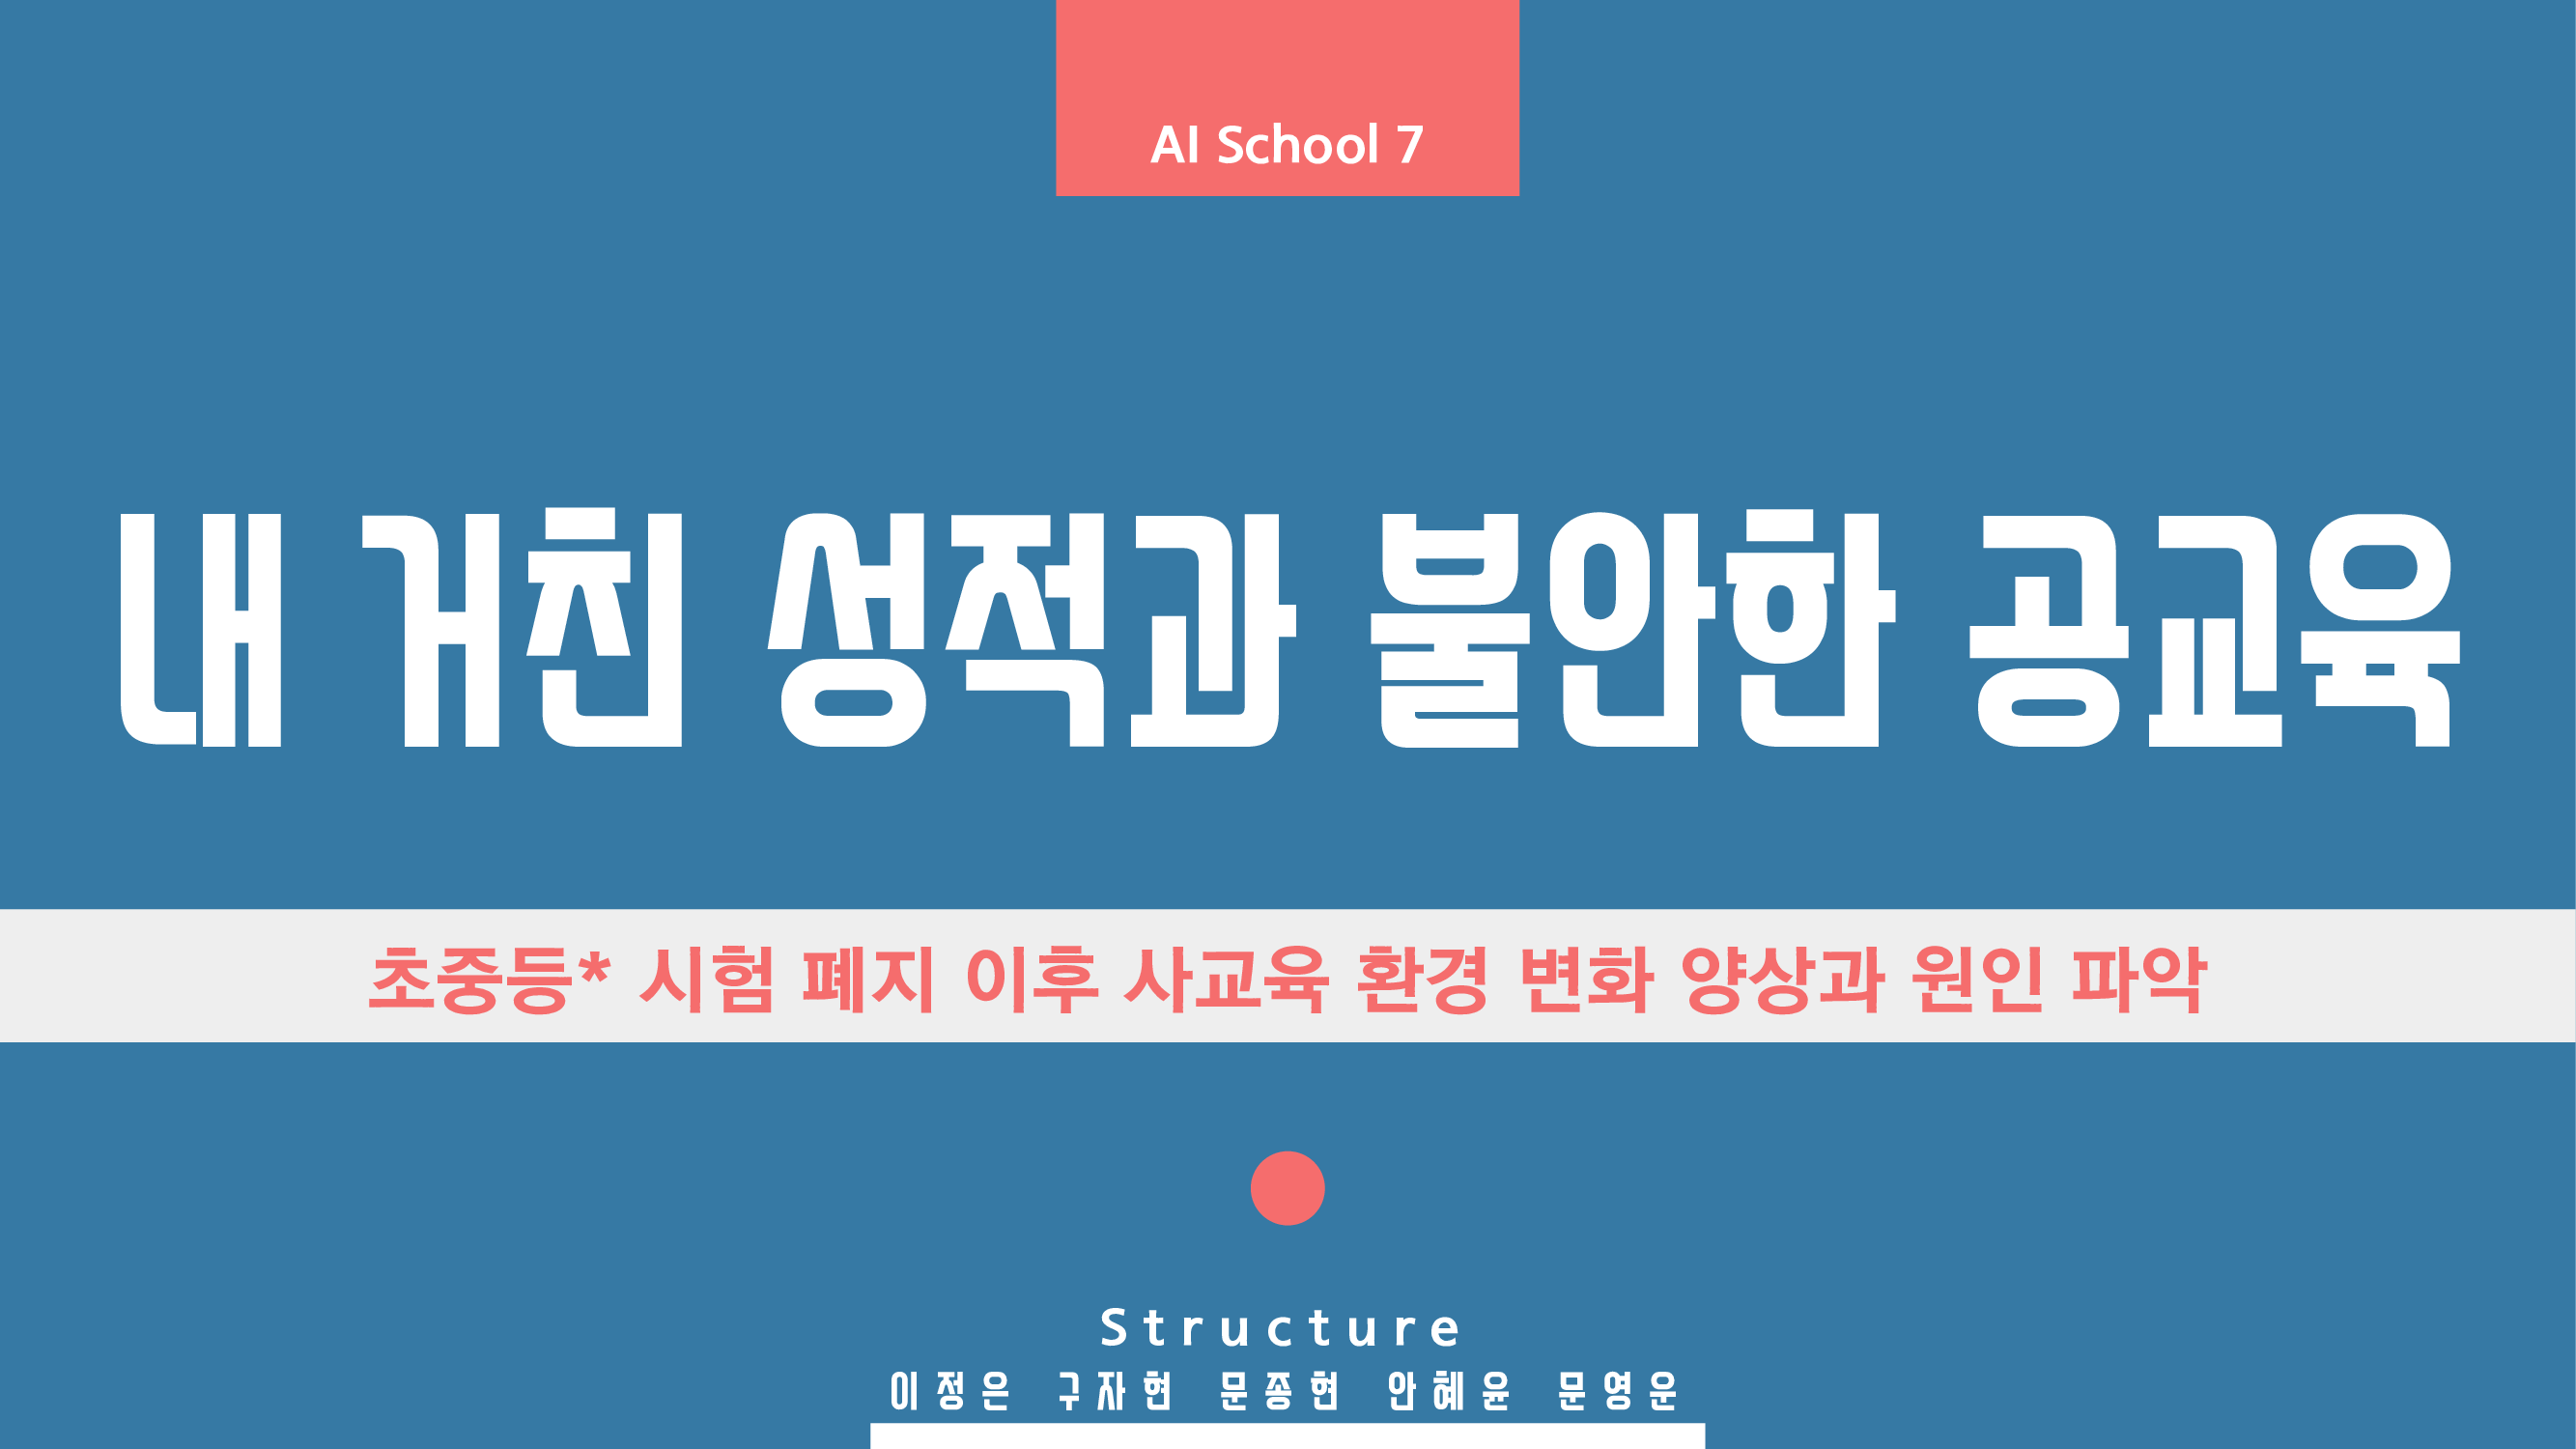 AI School 7
내 거친 성적과 불안한 공교육
초중등* 시험 폐지 이후 사교육 환경 변화 양상과 원인 파악
Structure
이정은 구자현 문종현 안혜윤 문영운